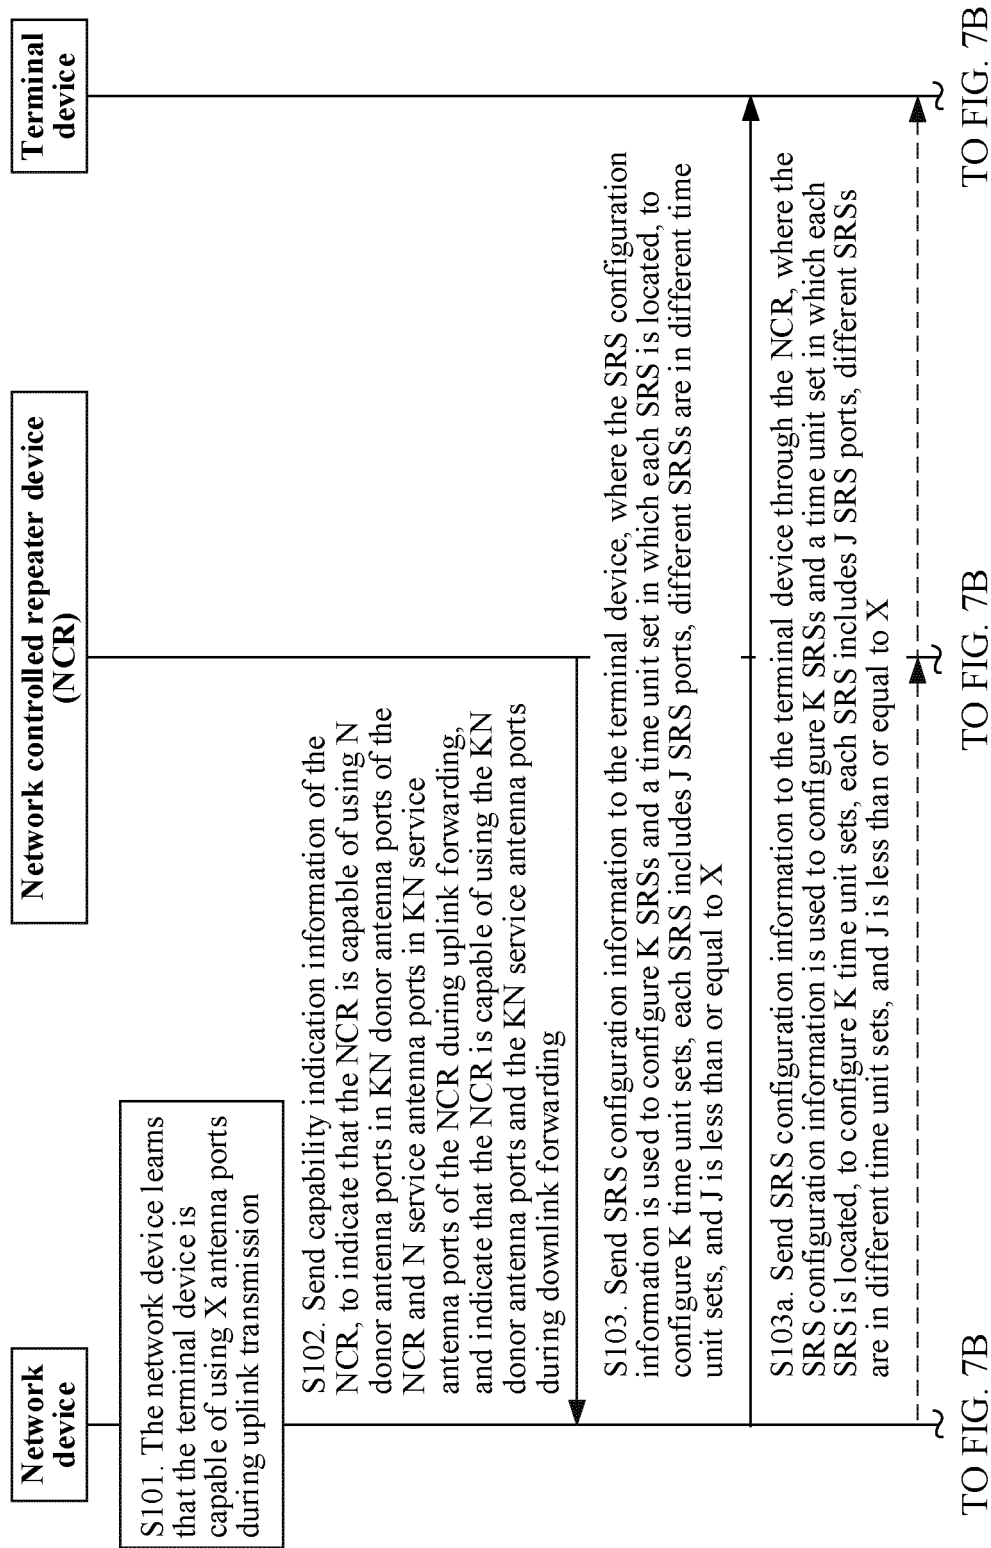 Network
device
Network controlled repeater device
(NCR)
Terminal
device
S101. The network device learns
that the terminal device is
capable of using X antenna ports
during uplink transmission
S102. Send capability indication information of the
NCR, to indicate that the NCR is capable of using N
donor antenna ports in KN donor antenna ports of the
NCR and N service antenna ports in KN service
antenna ports of the NCR during uplink forwarding,
and indicate that the NCR is capable of using the KN
donor antenna ports and the KN service antenna ports
during downlink forwarding
S103. Send SRS configuration information to the terminal device, where the SRS configuration
information is used to configure K SRSs and a time unit set in which each SRS is located, to
configure K time unit sets, each SRS includes J SRS ports, different SRSs are in different time
unit sets, and J is less than or equal to X
S103a. Send SRS configuration information to the terminal device through the NCR, where the
SRS configuration information is used to configure K SRSs and a time unit set in which each
SRS is located, to configure K time unit sets, each SRS includes J SRS ports, different SRSs
are in different time unit sets, and J is less than or equal to X
TO FIG. 7B
TO FIG. 7B
TO FIG. 7B